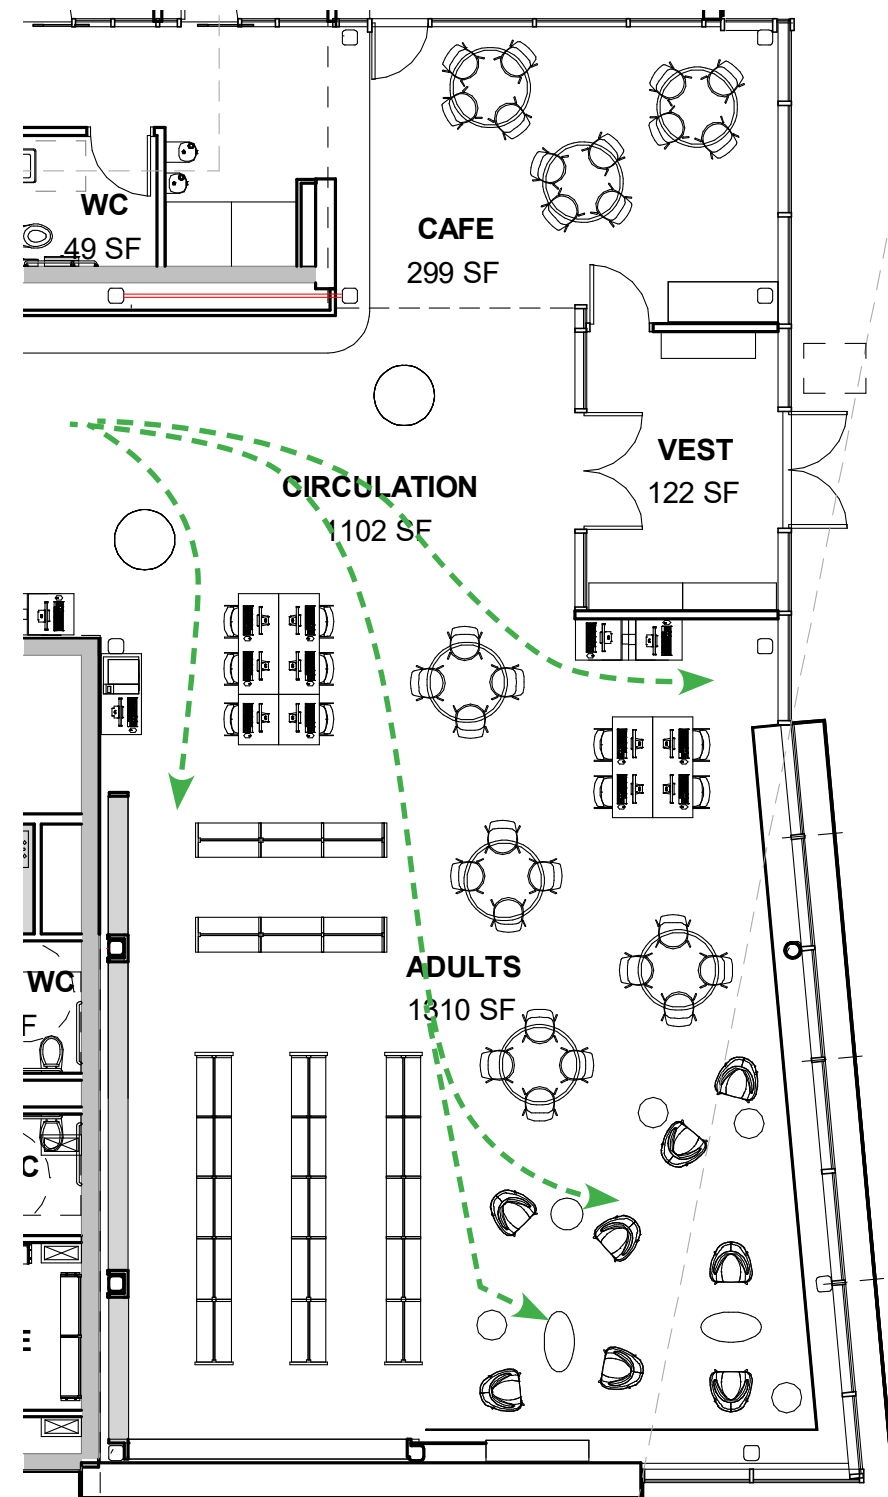 WC
49 SF
CAFE
299 SF
VEST
122 SF
CIRCULATION
1102 SF
ADULTS
1310 SF
WC
F
C
E